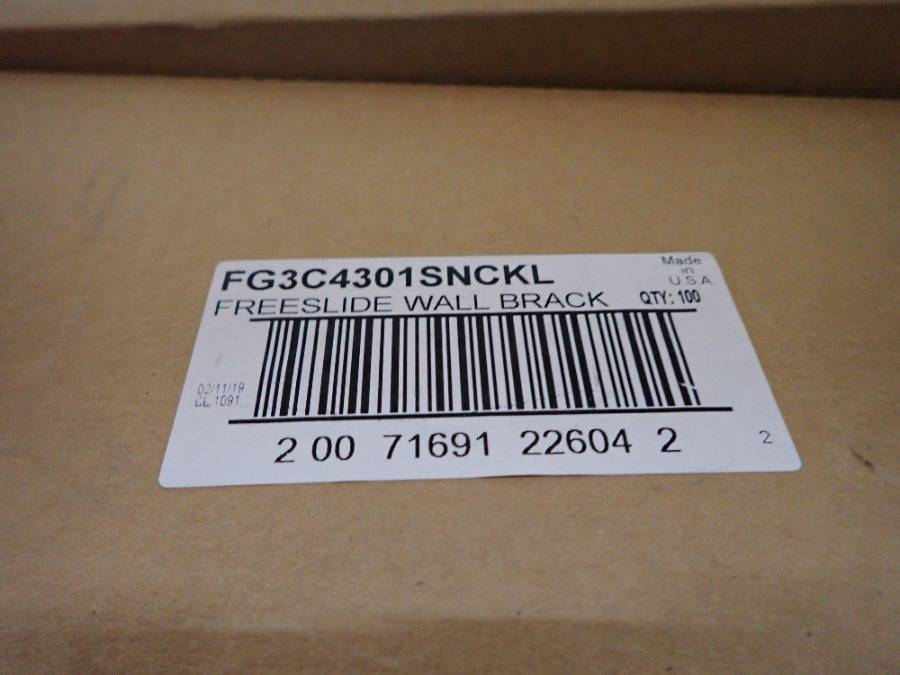 FG3C4301SNCKL
Made
in
U.S.A.
FREESLIDE WALL BRACK
QTY: 100
02/11/19
CL 1091
2 00 71691 22604 2
2